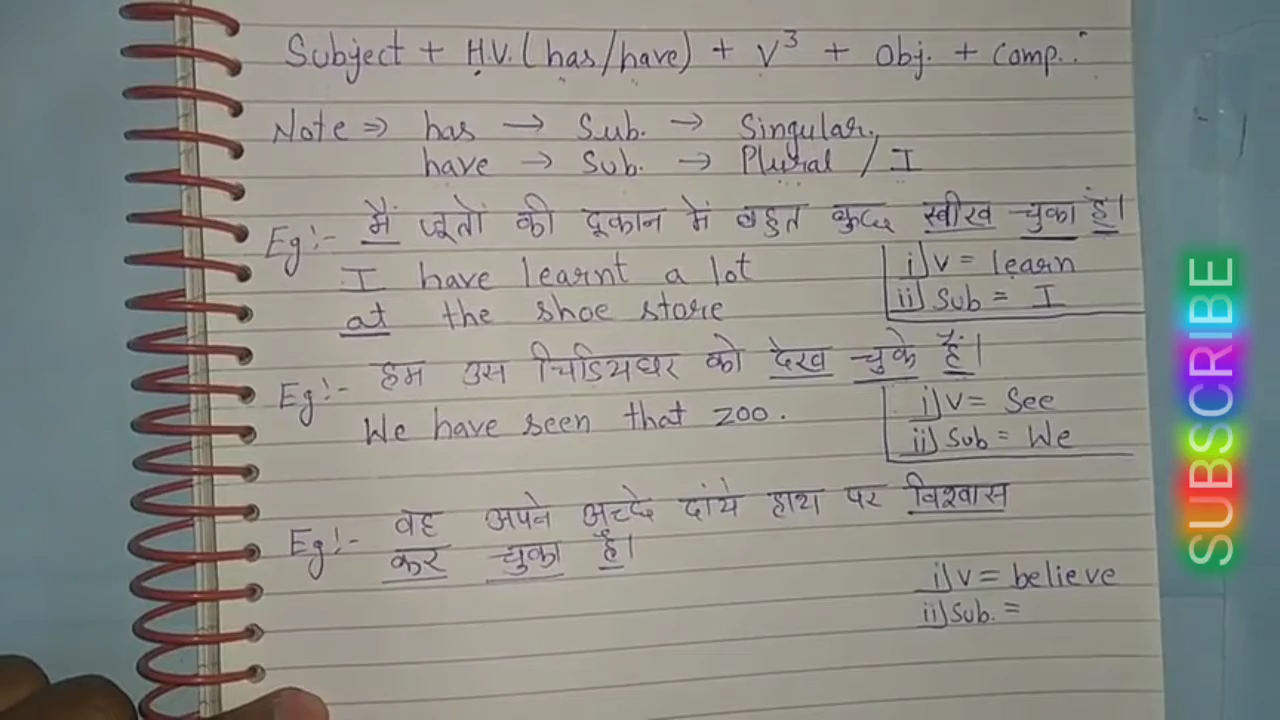 Subject + H.V. (has/have) + V³ + Obj. + Comp..
Note ⇒ has → Sub. → Singular.
have → Sub. → Plural / I
Eg:- मैं जूतों की दूकान में बहुत कुछ सीख चुका हूँ।
I have learnt a lot
i) V = learn
at the shoe store
ii) Sub = I
Eg:- हम उस चिडियघर को देख चुके हैं।
We have seen that zoo.
i) V = See
ii) Sub = We
Eg:- वह अपने अच्छे दांये हाथ पर विश्वास
कर चुका है।
i) V = believe
ii) Sub. =
SUBSCRIBE